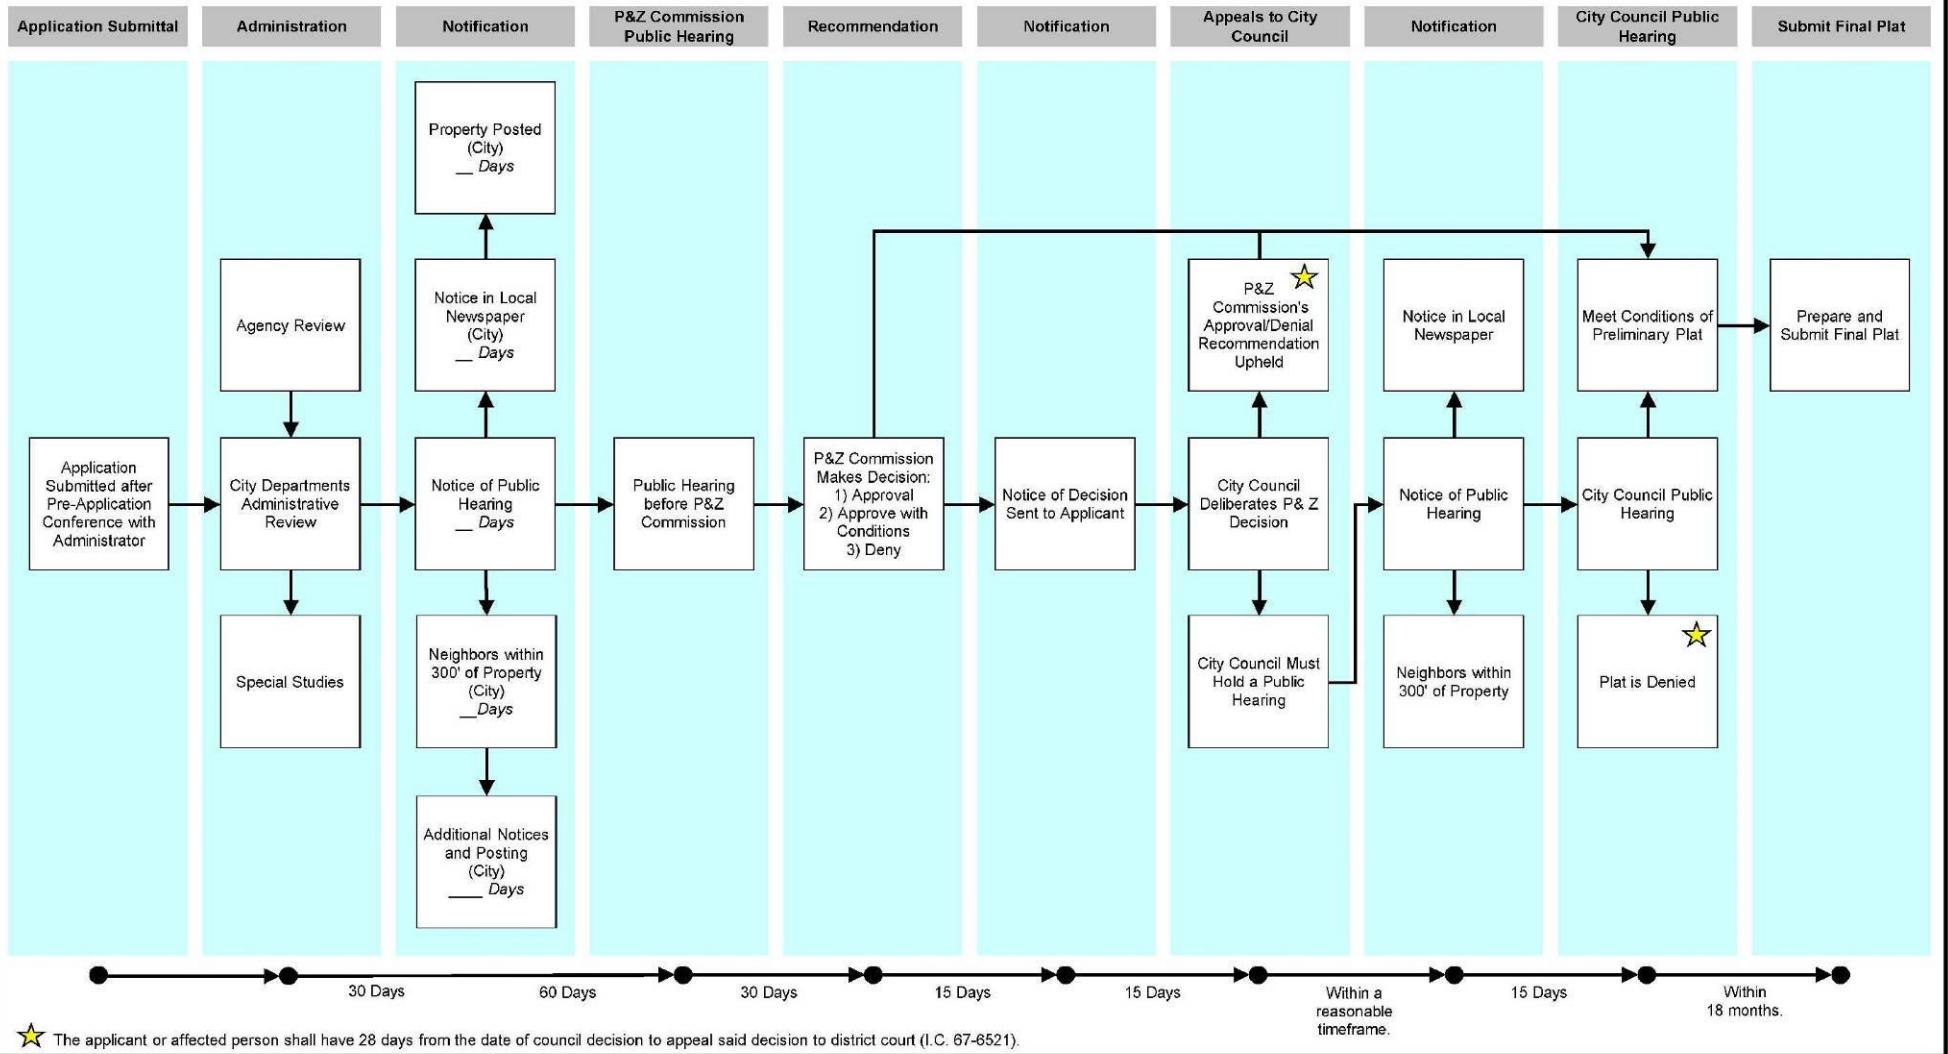 Application Submittal
Administration
Notification
P&Z Commission
Public Hearing
Recommendation
Notification
Appeals to City
Council
Notification
City Council Public
Hearing
Submit Final Plat
Application
Submitted after
Pre-Application
Conference with
Administrator
Agency Review
City Departments
Administrative
Review
Special Studies
Property Posted
(City)
__ Days
Notice in Local
Newspaper
(City)
__ Days
Notice of Public
Hearing
__ Days
Neighbors within
300' of Property
(City)
__Days
Additional Notices
and Posting
(City)
____ Days
Public Hearing
before P&Z
Commission
P&Z Commission
Makes Decision:
1) Approval
2) Approve with
Conditions
3) Deny
Notice of Decision
Sent to Applicant
P&Z
Commission's
Approval/Denial
Recommendation
Upheld
City Council
Deliberates P& Z
Decision
City Council Must
Hold a Public
Hearing
Notice in Local
Newspaper
Notice of Public
Hearing
Neighbors within
300' of Property
Meet Conditions of
Preliminary Plat
City Council Public
Hearing
Plat is Denied
Prepare and
Submit Final Plat
30 Days
60 Days
30 Days
15 Days
15 Days
Within a
reasonable
timeframe.
15 Days
Within
18 months.
The applicant or affected person shall have 28 days from the date of council decision to appeal said decision to district court (I.C. 67-6521).